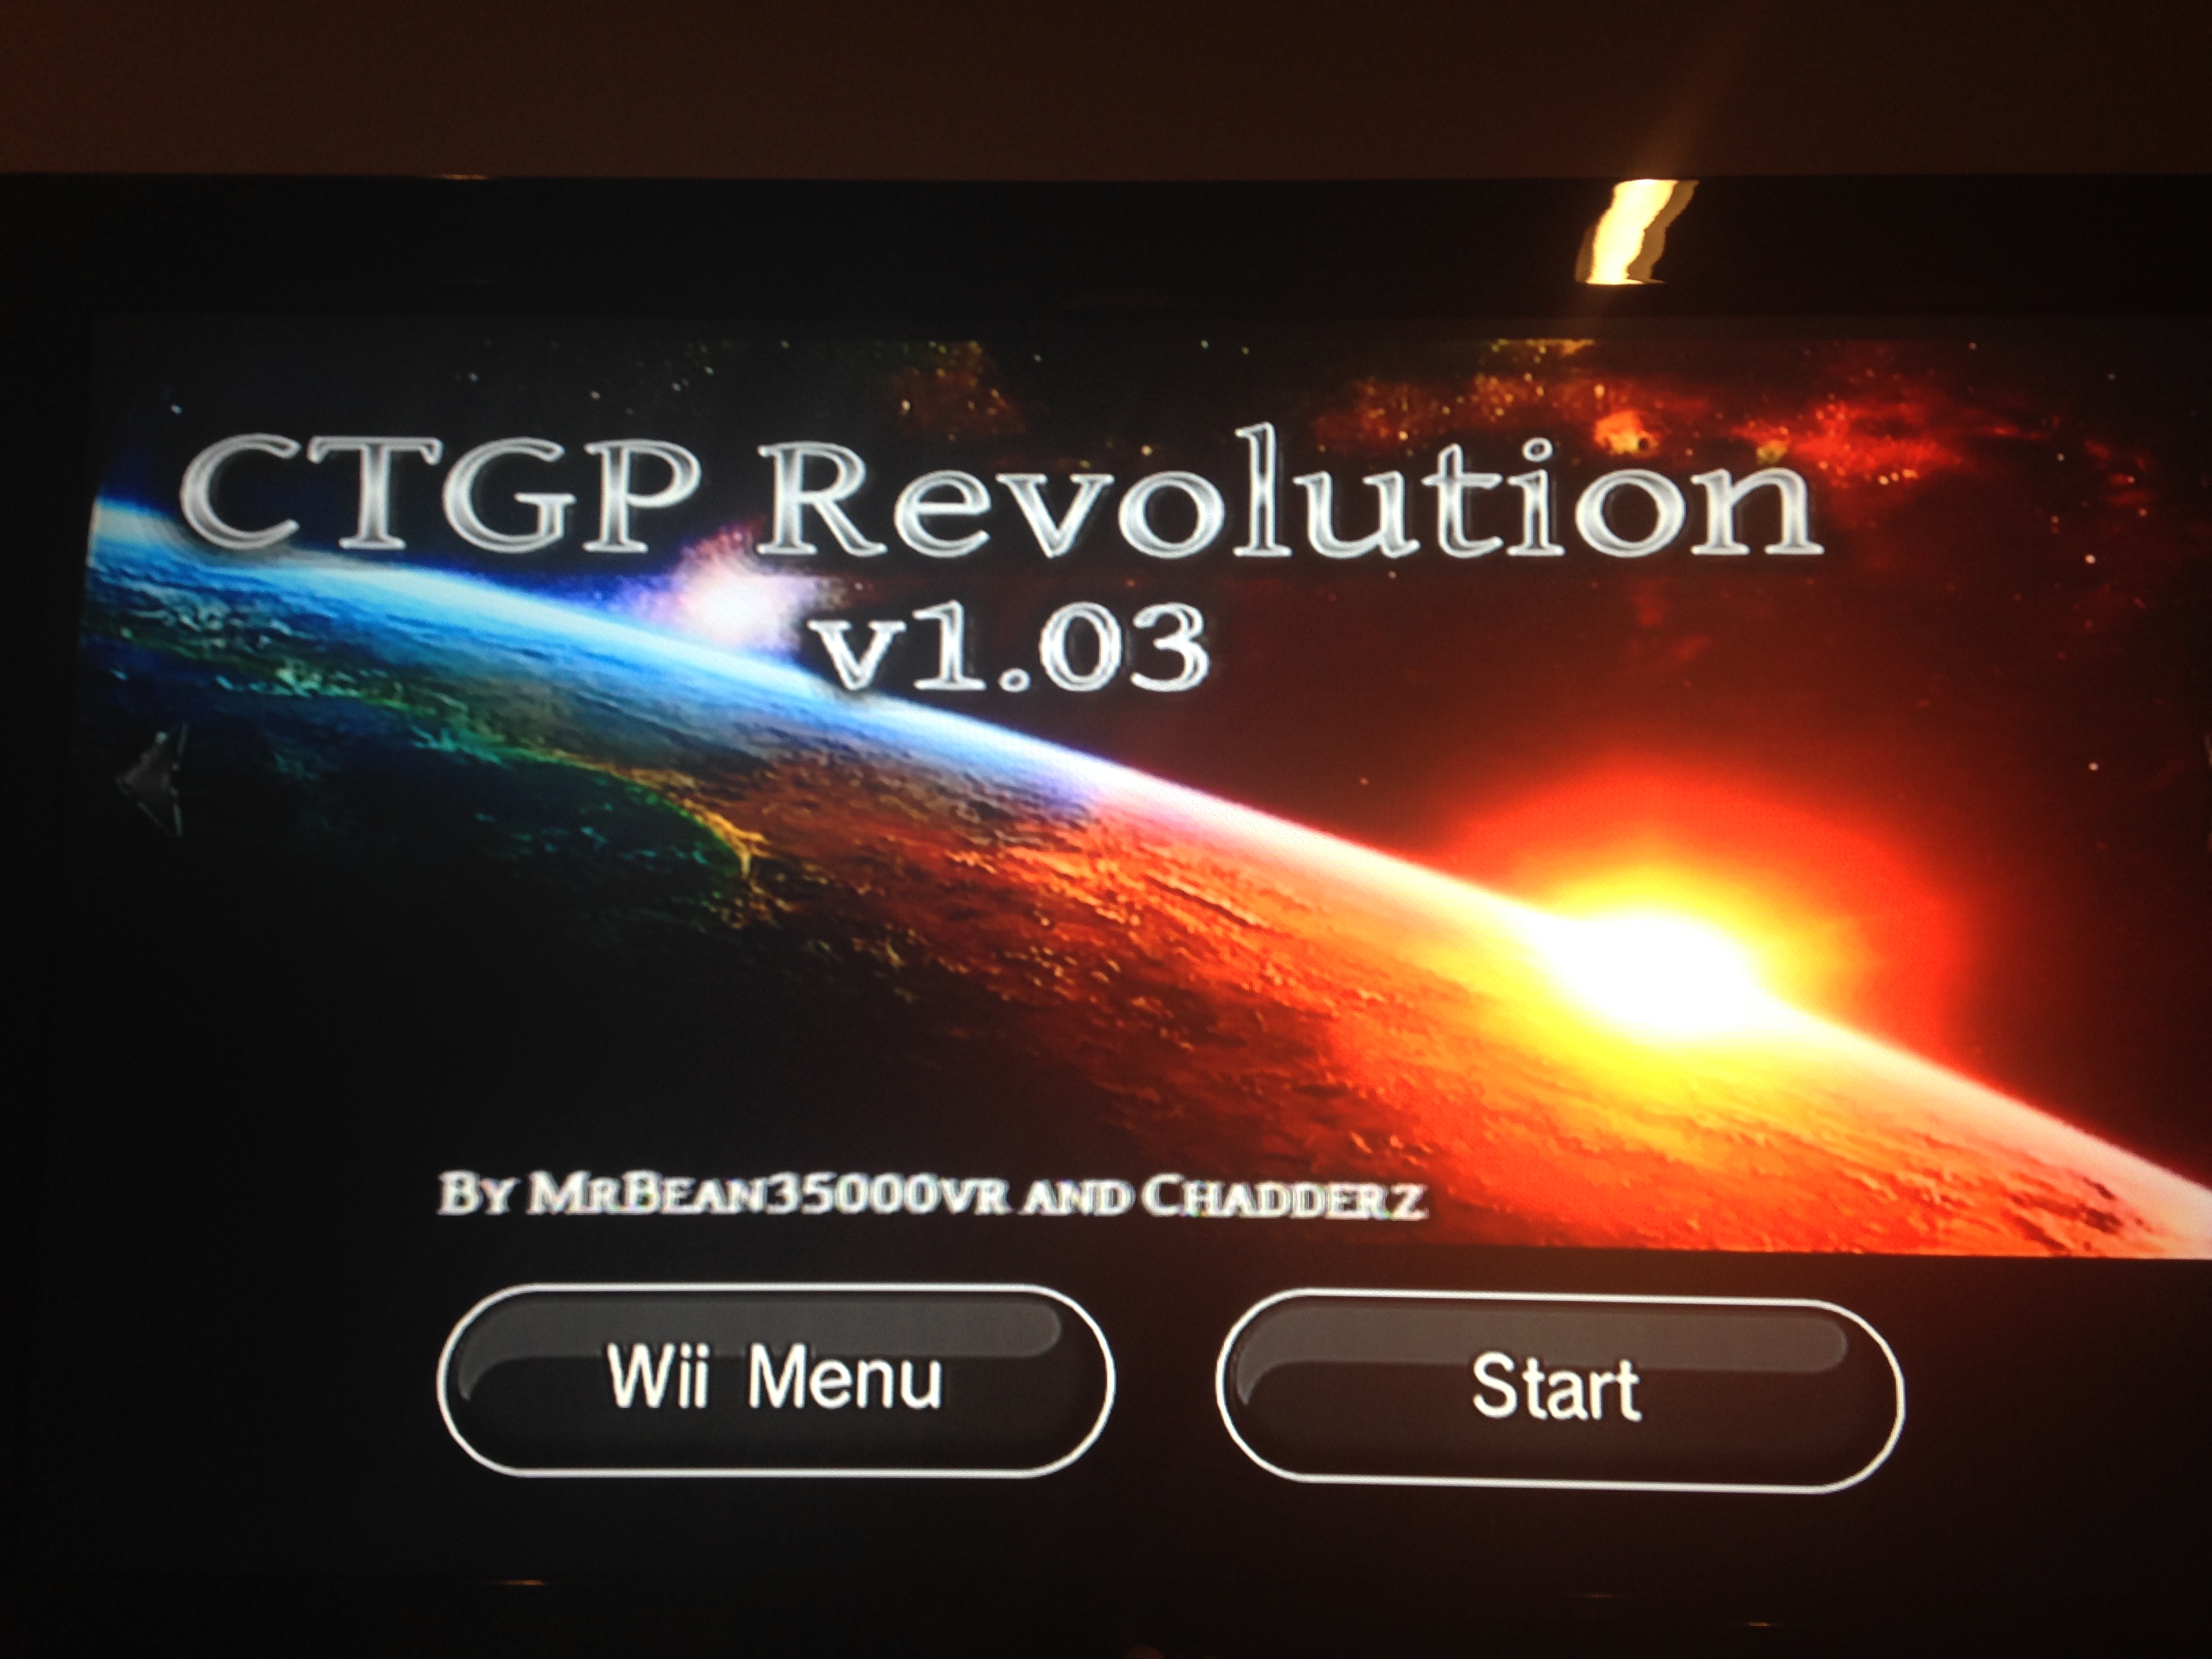 CTGP Revolution
v1.03
By MrBean35000vr and Chadderz
Wii Menu
Start